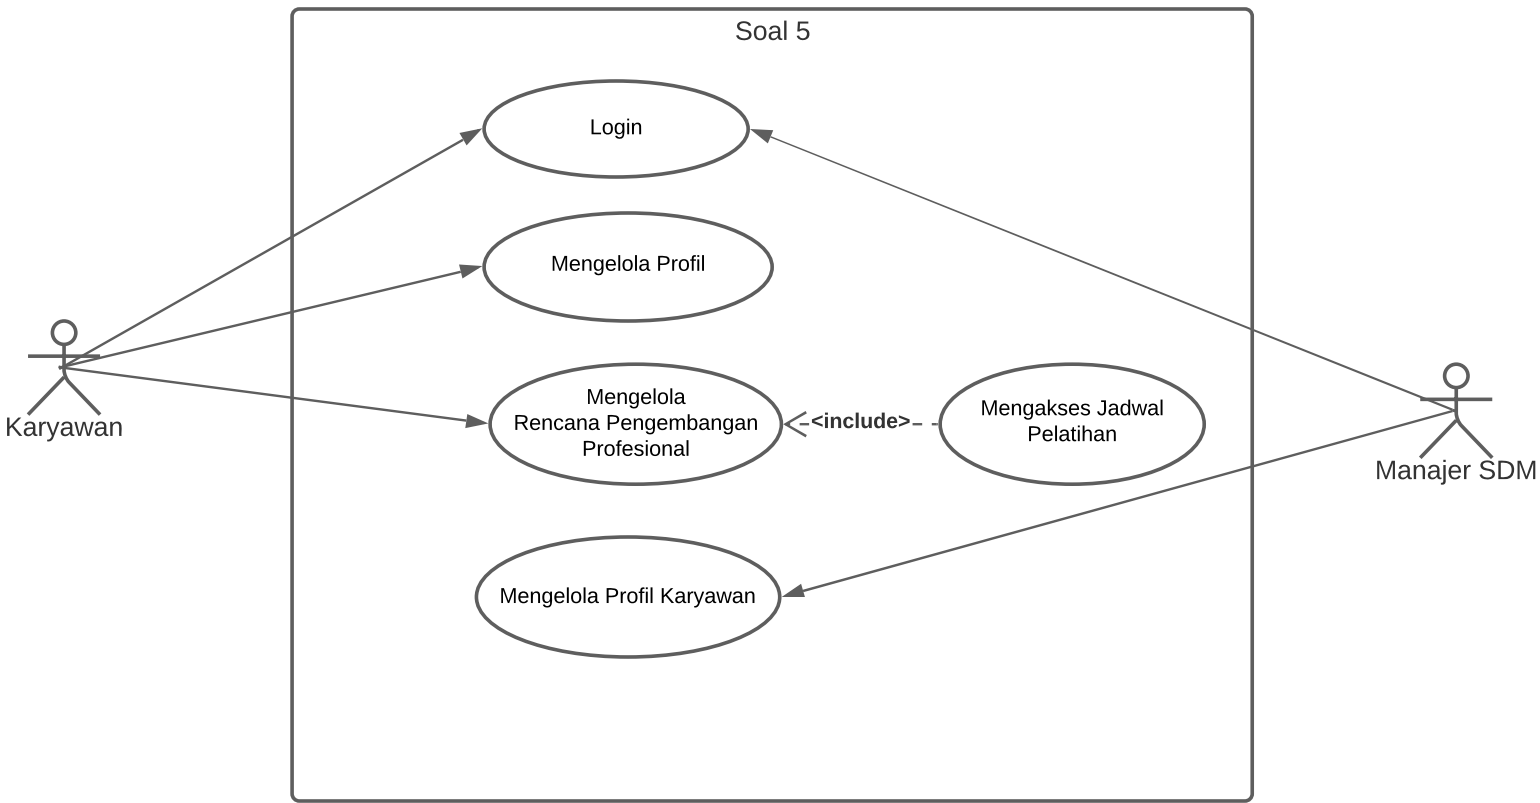 Soal 5
Login
Mengelola Profil
Karyawan
Mengelola
Rencana Pengembangan
Profesional
<include>
Mengakses Jadwal
Pelatihan
Manajer SDM
Mengelola Profil Karyawan